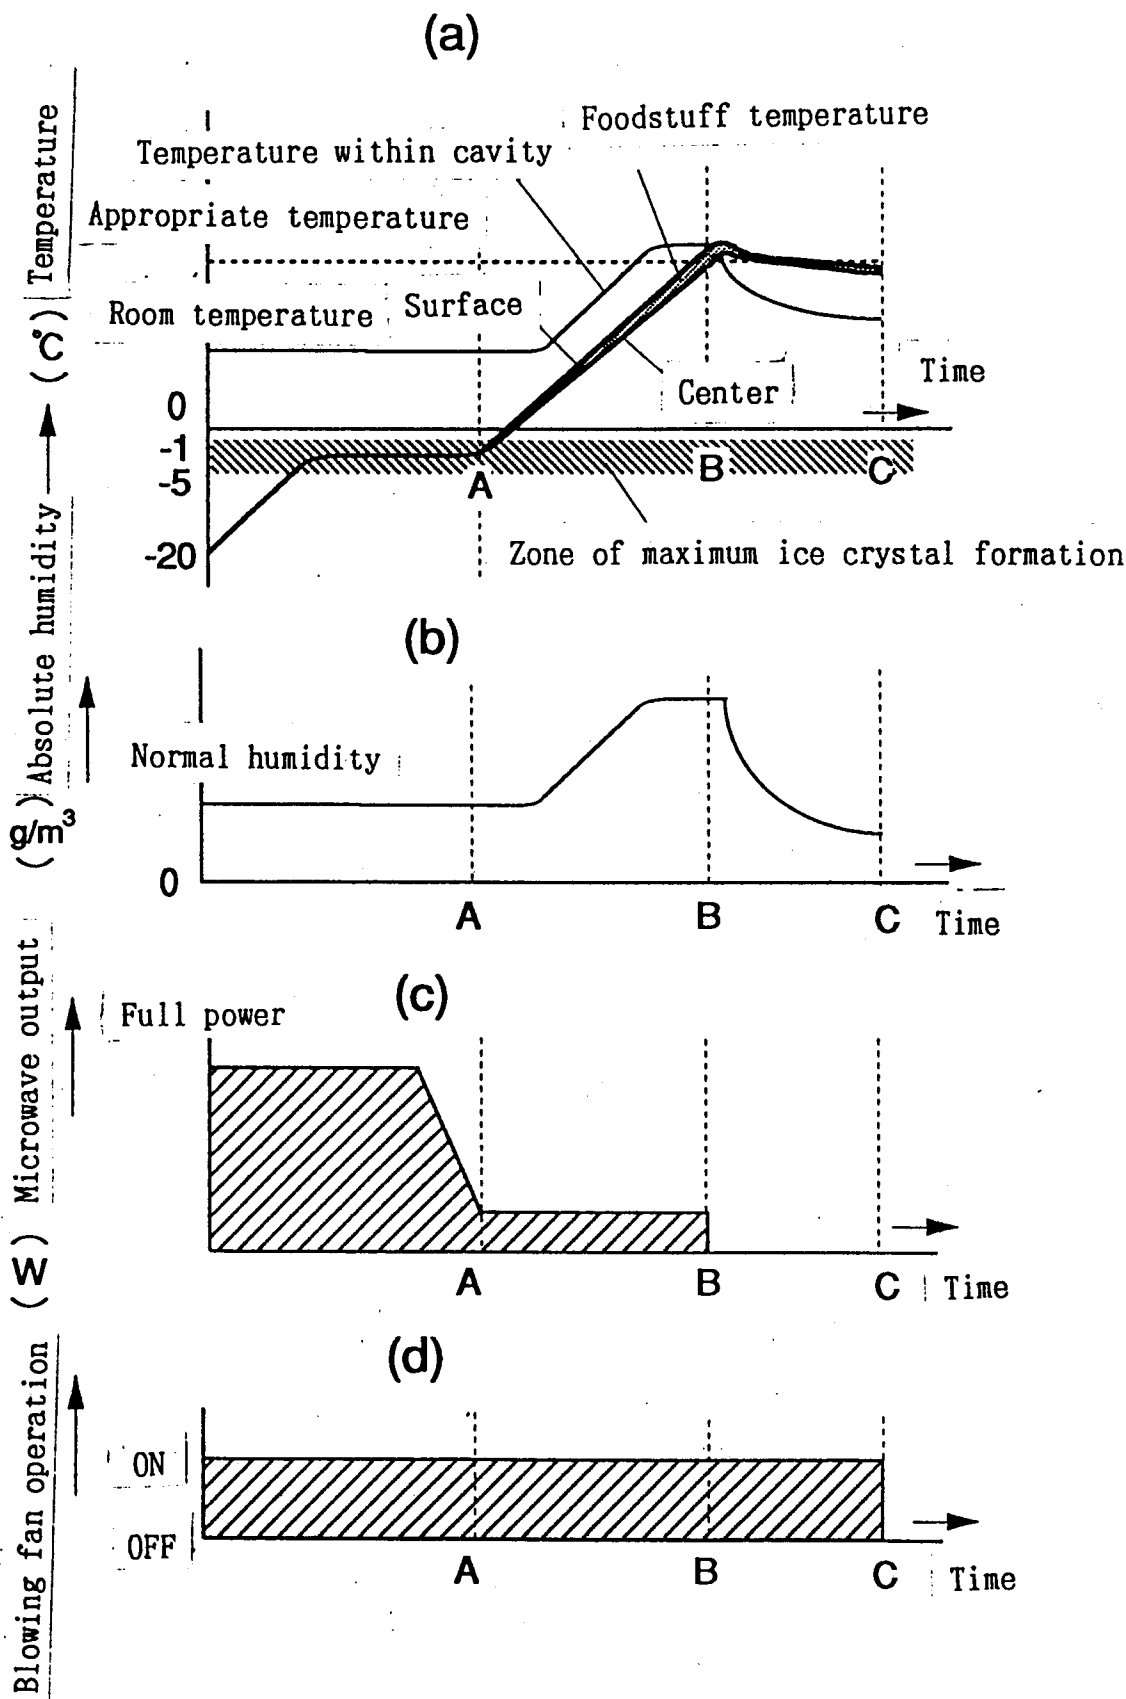 (a)
Temperature (°C)
Foodstuff temperature
Temperature within cavity
Appropriate temperature
Room temperature
Surface
Center
Time
0
-1
-5
-20
A
B
C
Zone of maximum ice crystal formation
(b)
Absolute humidity (g/m³)
Normal humidity
0
A
B
C
Time
(c)
Microwave output (W)
Full power
A
B
C
Time
(d)
Blowing fan operation
ON
OFF
A
B
C
Time